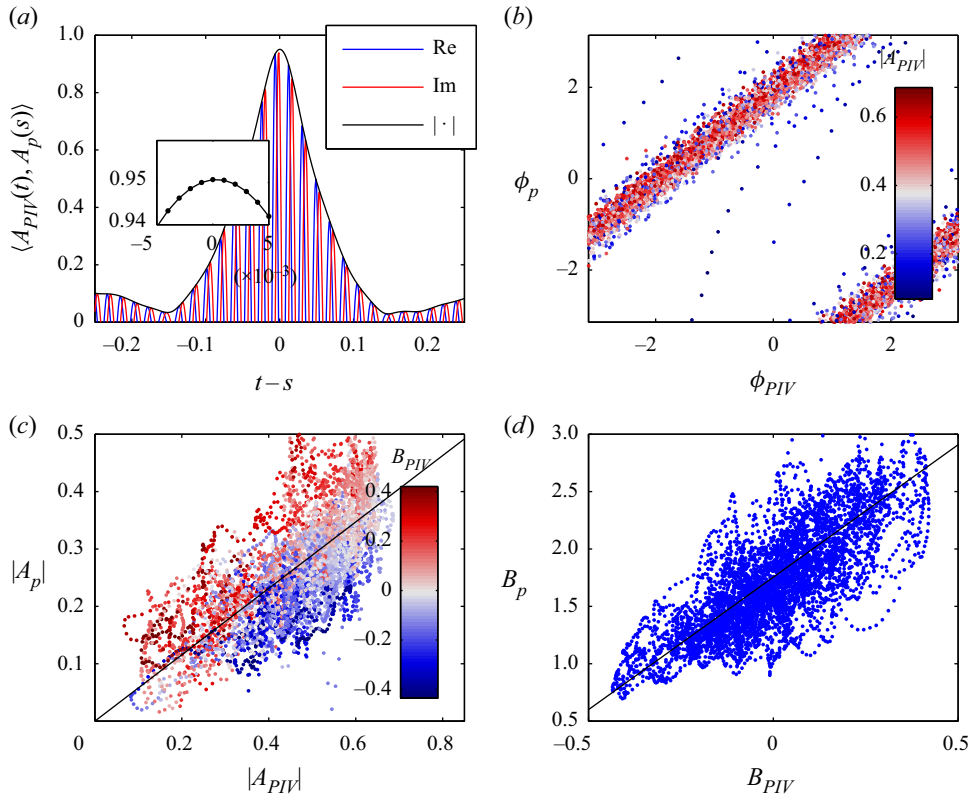 (a)
⟨A_PIV(t), A_p(s)⟩
1.0
0.8
0.6
0.4
0.2
0
Re
Im
|·|
0.95
0.94
−5 0 5
(×10⁻³)
−0.2 −0.1 0 0.1 0.2
t – s
(b)
ϕ_p
2
0
−2
|A_PIV|
0.6
0.4
0.2
−2 0 2
ϕ_PIV
(c)
|A_p|
0.5
0.4
0.3
0.2
0.1
B_PIV
0.4
0.2
0
−0.2
−0.4
0 0.2 0.4 0.6 0.8
|A_PIV|
(d)
B_p
3.0
2.5
2.0
1.5
1.0
0.5
−0.5 0 0.5
B_PIV